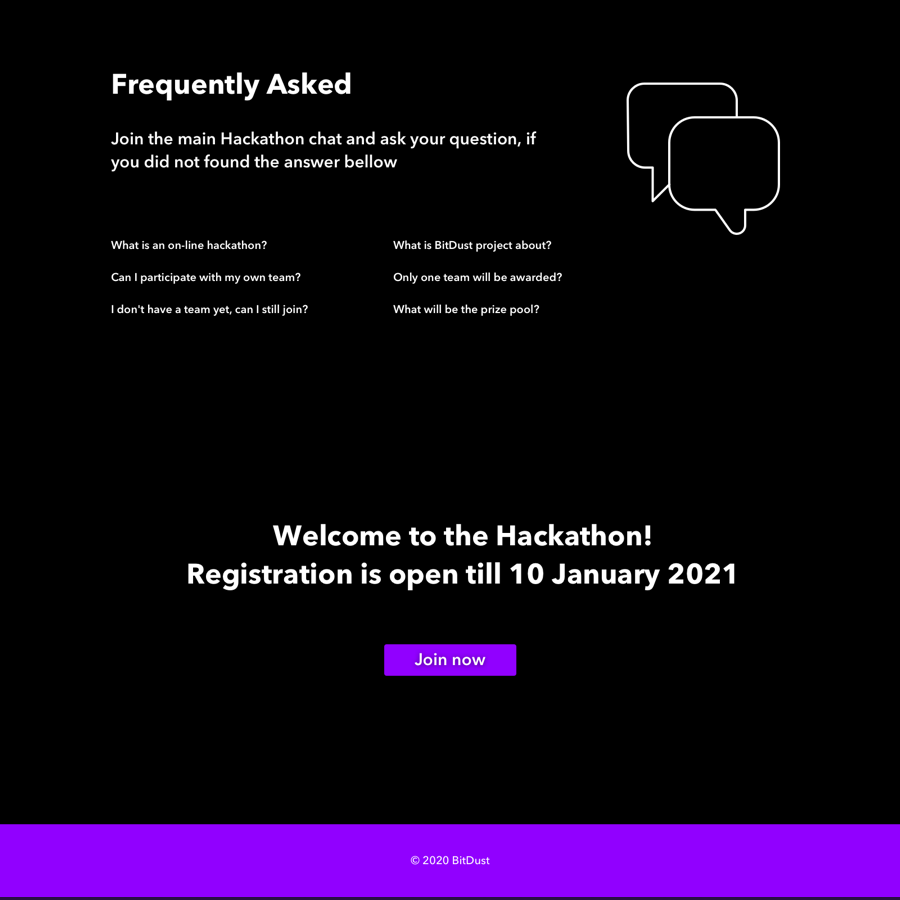 Frequently Asked
Join the main Hackathon chat and ask your question, if
you did not found the answer bellow
What is an on-line hackathon?
Can I participate with my own team?
I don't have a team yet, can I still join?
What is BitDust project about?
Only one team will be awarded?
What will be the prize pool?
Welcome to the Hackathon!
Registration is open till 10 January 2021
Join now
© 2020 BitDust